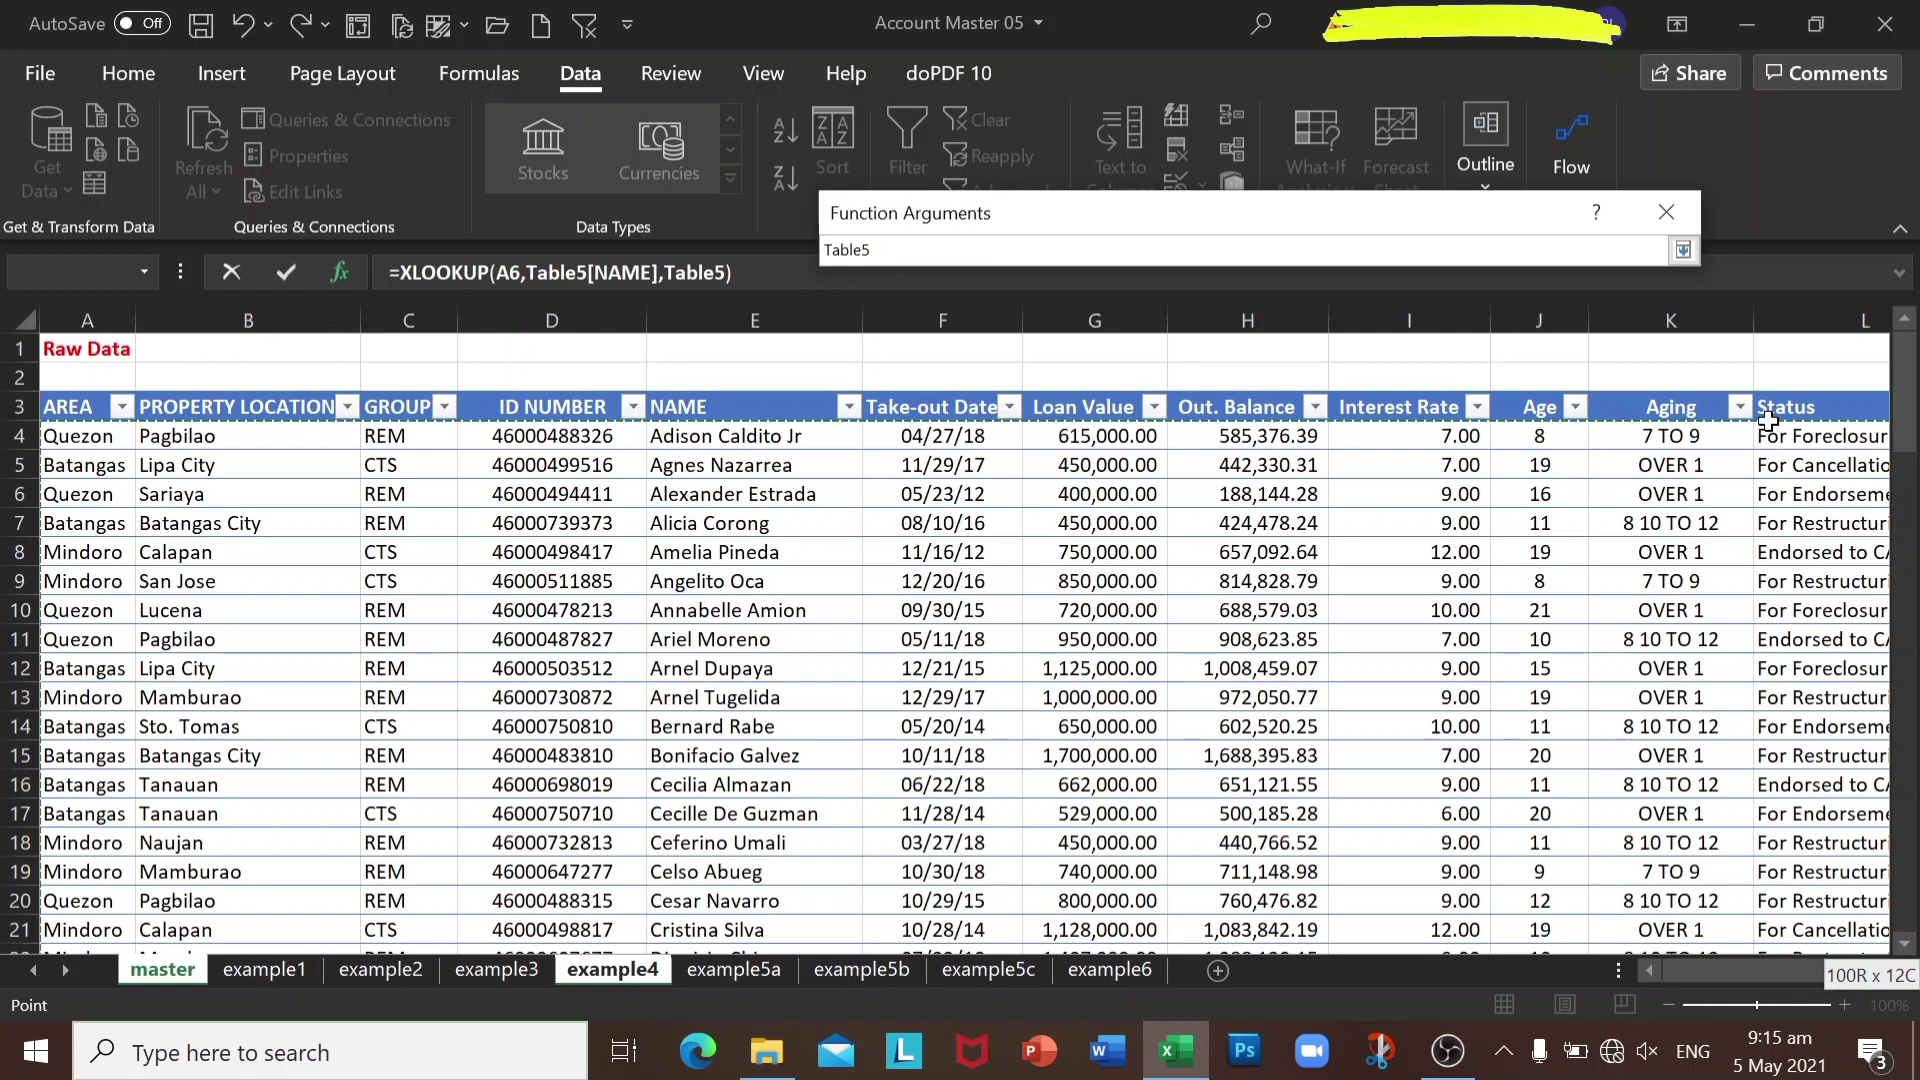 AutoSave Off Account Master 05
File Home Insert Page Layout Formulas Data Review View Help doPDF 10 Share Comments
Get Data Refresh All Queries & Connections Properties Edit Links Stocks Currencies Sort Filter Clear Reapply Text to What-If Forecast Outline Flow
Get & Transform Data Queries & Connections Data Types
Function Arguments ?
Table5
=XLOOKUP(A6,Table5[NAME],Table5)
A B C D E F G H I J K L
1 Raw Data
2
3 AREA PROPERTY LOCATION GROUP ID NUMBER NAME Take-out Date Loan Value Out. Balance Interest Rate Age Aging Status
4 Quezon Pagbilao REM 46000488326 Adison Caldito Jr 04/27/18 615,000.00 585,376.39 7.00 8 7 TO 9 For Foreclosur
5 Batangas Lipa City CTS 46000499516 Agnes Nazarrea 11/29/17 450,000.00 442,330.31 7.00 19 OVER 1 For Cancellatio
6 Quezon Sariaya REM 46000494411 Alexander Estrada 05/23/12 400,000.00 188,144.28 9.00 16 OVER 1 For Endorseme
7 Batangas Batangas City REM 46000739373 Alicia Corong 08/10/16 450,000.00 424,478.24 9.00 11 8 10 TO 12 For Restructuri
8 Mindoro Calapan CTS 46000498417 Amelia Pineda 11/16/12 750,000.00 657,092.64 12.00 19 OVER 1 Endorsed to CA
9 Mindoro San Jose CTS 46000511885 Angelito Oca 12/20/16 850,000.00 814,828.79 9.00 8 7 TO 9 For Restructuri
10 Quezon Lucena REM 46000478213 Annabelle Amion 09/30/15 720,000.00 688,579.03 10.00 21 OVER 1 For Foreclosur
11 Quezon Pagbilao REM 46000487827 Ariel Moreno 05/11/18 950,000.00 908,623.85 7.00 10 8 10 TO 12 Endorsed to CA
12 Batangas Lipa City REM 46000503512 Arnel Dupaya 12/21/15 1,125,000.00 1,008,459.07 9.00 15 OVER 1 For Foreclosur
13 Mindoro Mamburao REM 46000730872 Arnel Tugelida 12/29/17 1,000,000.00 972,050.77 9.00 19 OVER 1 For Restructuri
14 Batangas Sto. Tomas CTS 46000750810 Bernard Rabe 05/20/14 650,000.00 602,520.25 10.00 11 8 10 TO 12 For Endorseme
15 Batangas Batangas City REM 46000483810 Bonifacio Galvez 10/11/18 1,700,000.00 1,688,395.83 7.00 20 OVER 1 For Restructuri
16 Batangas Tanauan REM 46000698019 Cecilia Almazan 06/22/18 662,000.00 651,121.55 9.00 11 8 10 TO 12 Endorsed to CA
17 Batangas Tanauan CTS 46000750710 Cecille De Guzman 11/28/14 529,000.00 500,185.28 6.00 20 OVER 1 For Endorseme
18 Mindoro Naujan REM 46000732813 Ceferino Umali 03/27/18 450,000.00 440,766.52 9.00 11 8 10 TO 12 For Restructuri
19 Mindoro Mamburao REM 46000647277 Celso Abueg 10/30/18 740,000.00 711,148.98 9.00 9 7 TO 9 For Restructuri
20 Quezon Pagbilao REM 46000488315 Cesar Navarro 10/29/15 800,000.00 760,476.82 9.00 12 8 10 TO 12 For Restructuri
21 Mindoro Calapan CTS 46000498817 Cristina Silva 10/28/14 1,128,000.00 1,083,842.19 12.00 19 OVER 1 For Cancellatio
master example1 example2 example3 example4 example5a example5b example5c example6 100R x 12C
Point 100%
Type here to search ENG 9:15 am
5 May 2021 3